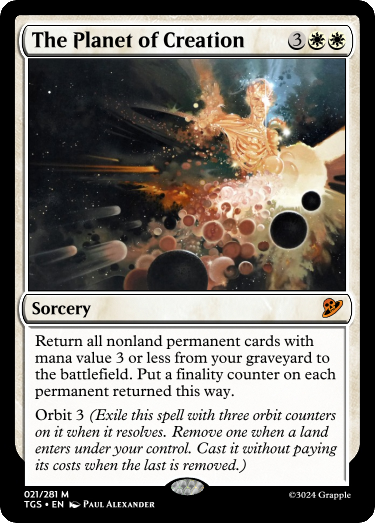 The Planet of Creation 3
Sorcery
Return all nonland permanent cards with
mana value 3 or less from your graveyard to
the battlefield. Put a finality counter on each
permanent returned this way.
Orbit 3 (Exile this spell with three orbit counters
on it when it resolves. Remove one when a land
enters under your control. Cast it without paying
its costs when the last is removed.)
021/281 M
TGS • EN Paul Alexander
©3024 Grapple